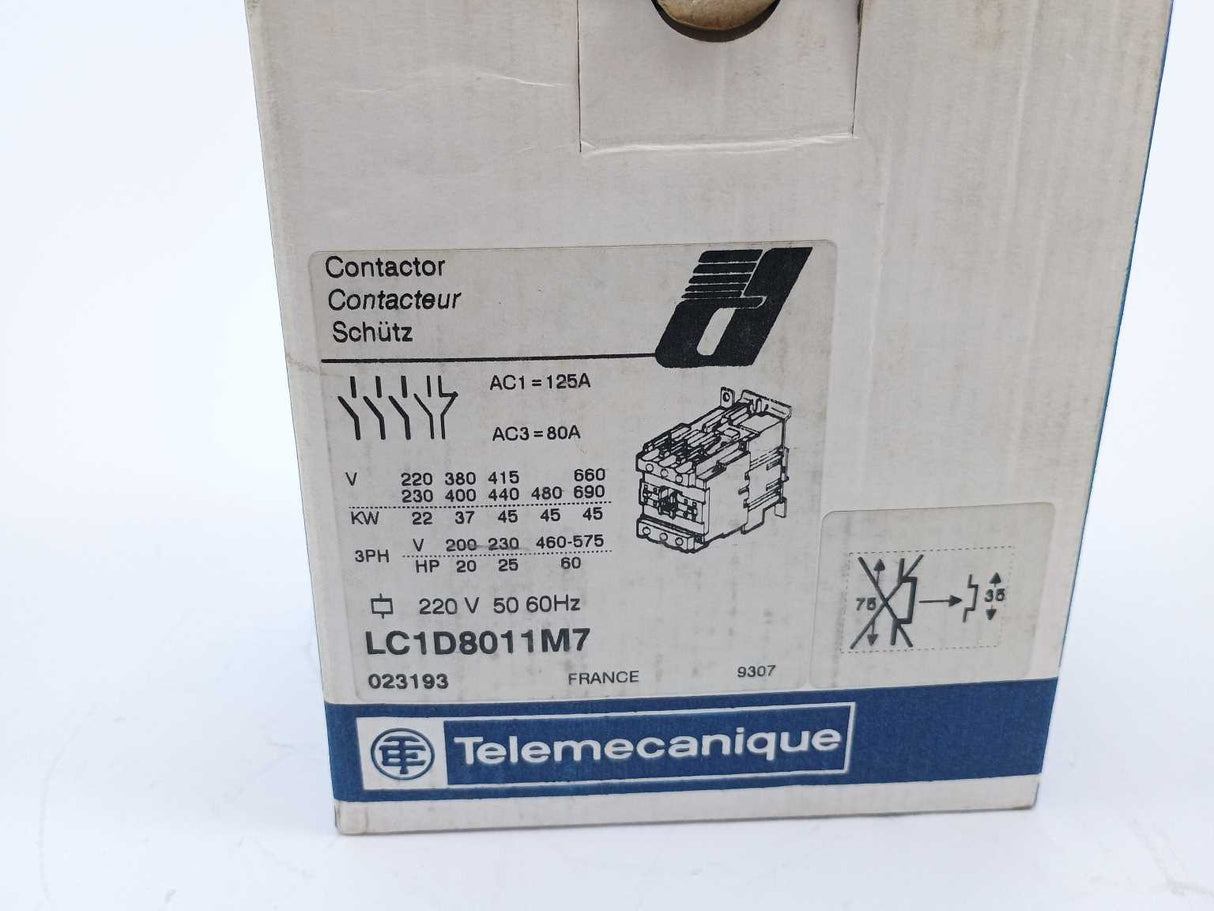 Contactor
Contacteur
Schütz
AC1 = 125A
AC3 = 80A
V 220 380 415 660
230 400 440 480 690
KW 22 37 45 45 45
3PH V 200 230 460-575
HP 20 25 60
220 V 50 60Hz
LC1D8011M7
023193 FRANCE 9307
75 35
TE Telemecanique